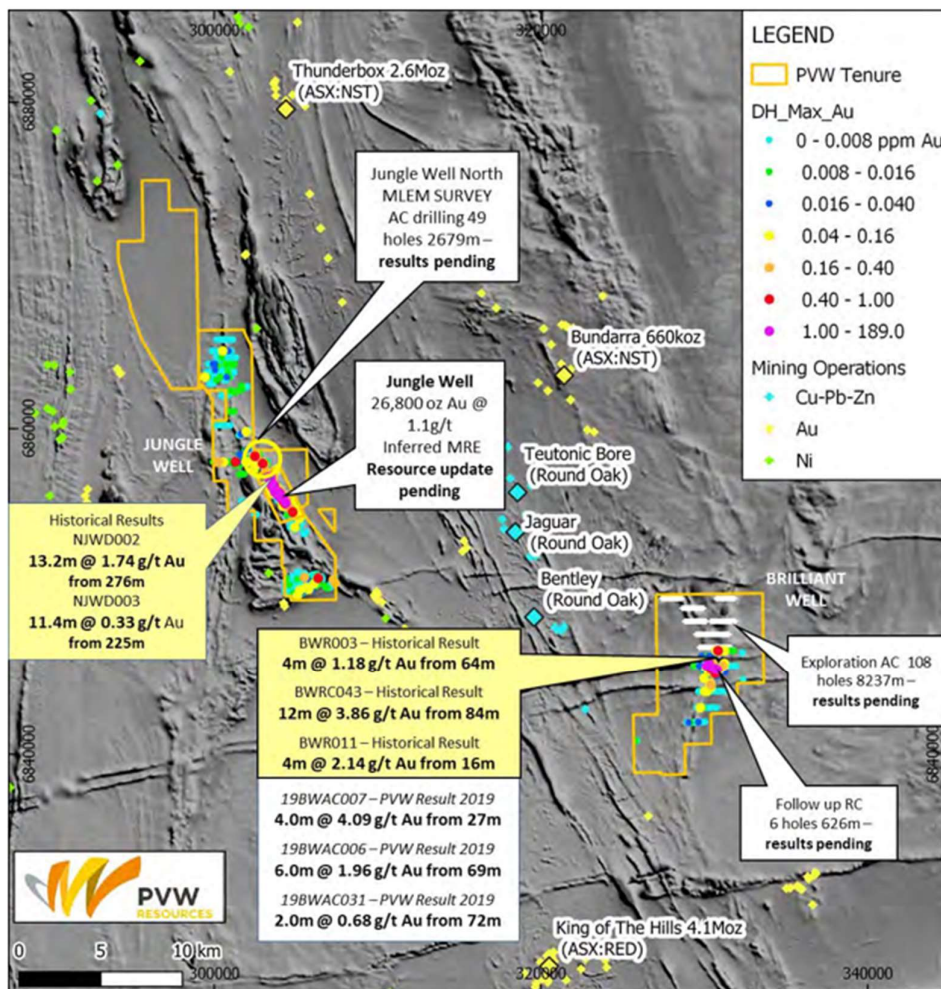 300000
320000
6880000
Thunderbox 2.6Moz
(ASX:NST)
Jungle Well North
MLEM SURVEY
AC drilling 49
holes 2679m –
results pending
Bundarra 660koz
(ASX:NST)
6860000
JUNGLE
WELL
Jungle Well
26,800 oz Au @
1.1g/t
Inferred MRE
Resource update
pending
Teutonic Bore
(Round Oak)
Jaguar
(Round Oak)
Bentley
(Round Oak)
Historical Results
NJWD002
13.2m @ 1.74 g/t Au
from 276m
NJWD003
11.4m @ 0.33 g/t Au
from 225m
BRILLIANT
WELL
BWR003 – Historical Result
4m @ 1.18 g/t Au from 64m
BWRC043 – Historical Result
12m @ 3.86 g/t Au from 84m
BWR011 – Historical Result
4m @ 2.14 g/t Au from 16m
19BWAC007 – PVW Result 2019
4.0m @ 4.09 g/t Au from 27m
19BWAC006 – PVW Result 2019
6.0m @ 1.96 g/t Au from 69m
19BWAC031 – PVW Result 2019
2.0m @ 0.68 g/t Au from 72m
Exploration AC 108
holes 8237m –
results pending
Follow up RC
6 holes 626m –
results pending
6840000
6840000
King of The Hills 4.1Moz
(ASX:RED)
PVW
RESOURCES
0 5 10 km
300000
320000
340000
LEGEND
PVW Tenure
DH_Max_Au
0 - 0.008 ppm Au
0.008 - 0.016
0.016 - 0.040
0.04 - 0.16
0.16 - 0.40
0.40 - 1.00
1.00 - 189.0
Mining Operations
Cu-Pb-Zn
Au
Ni